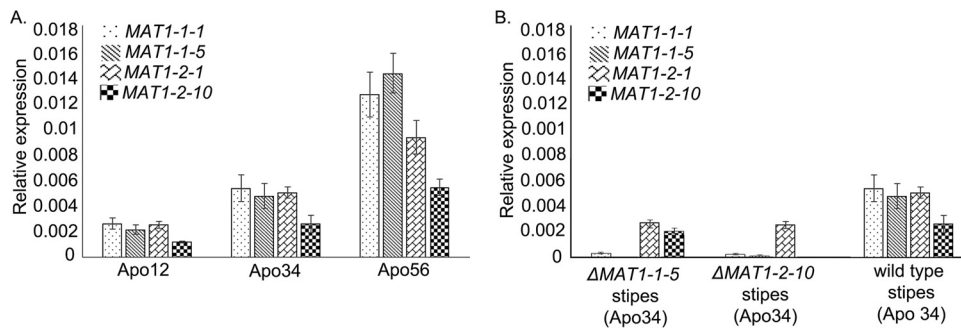 A.
Relative expression
0.018
0.016
0.014
0.012
0.01
0.008
0.006
0.004
0.002
0
MAT1-1-1
MAT1-1-5
MAT1-2-1
MAT1-2-10
Apo12
Apo34
Apo56
B.
Relative expression
0.018
0.016
0.014
0.012
0.01
0.008
0.006
0.004
0.002
0
MAT1-1-1
MAT1-1-5
MAT1-2-1
MAT1-2-10
ΔMAT1-1-5
stipes
(Apo34)
ΔMAT1-2-10
stipes
(Apo34)
wild type
stipes
(Apo 34)